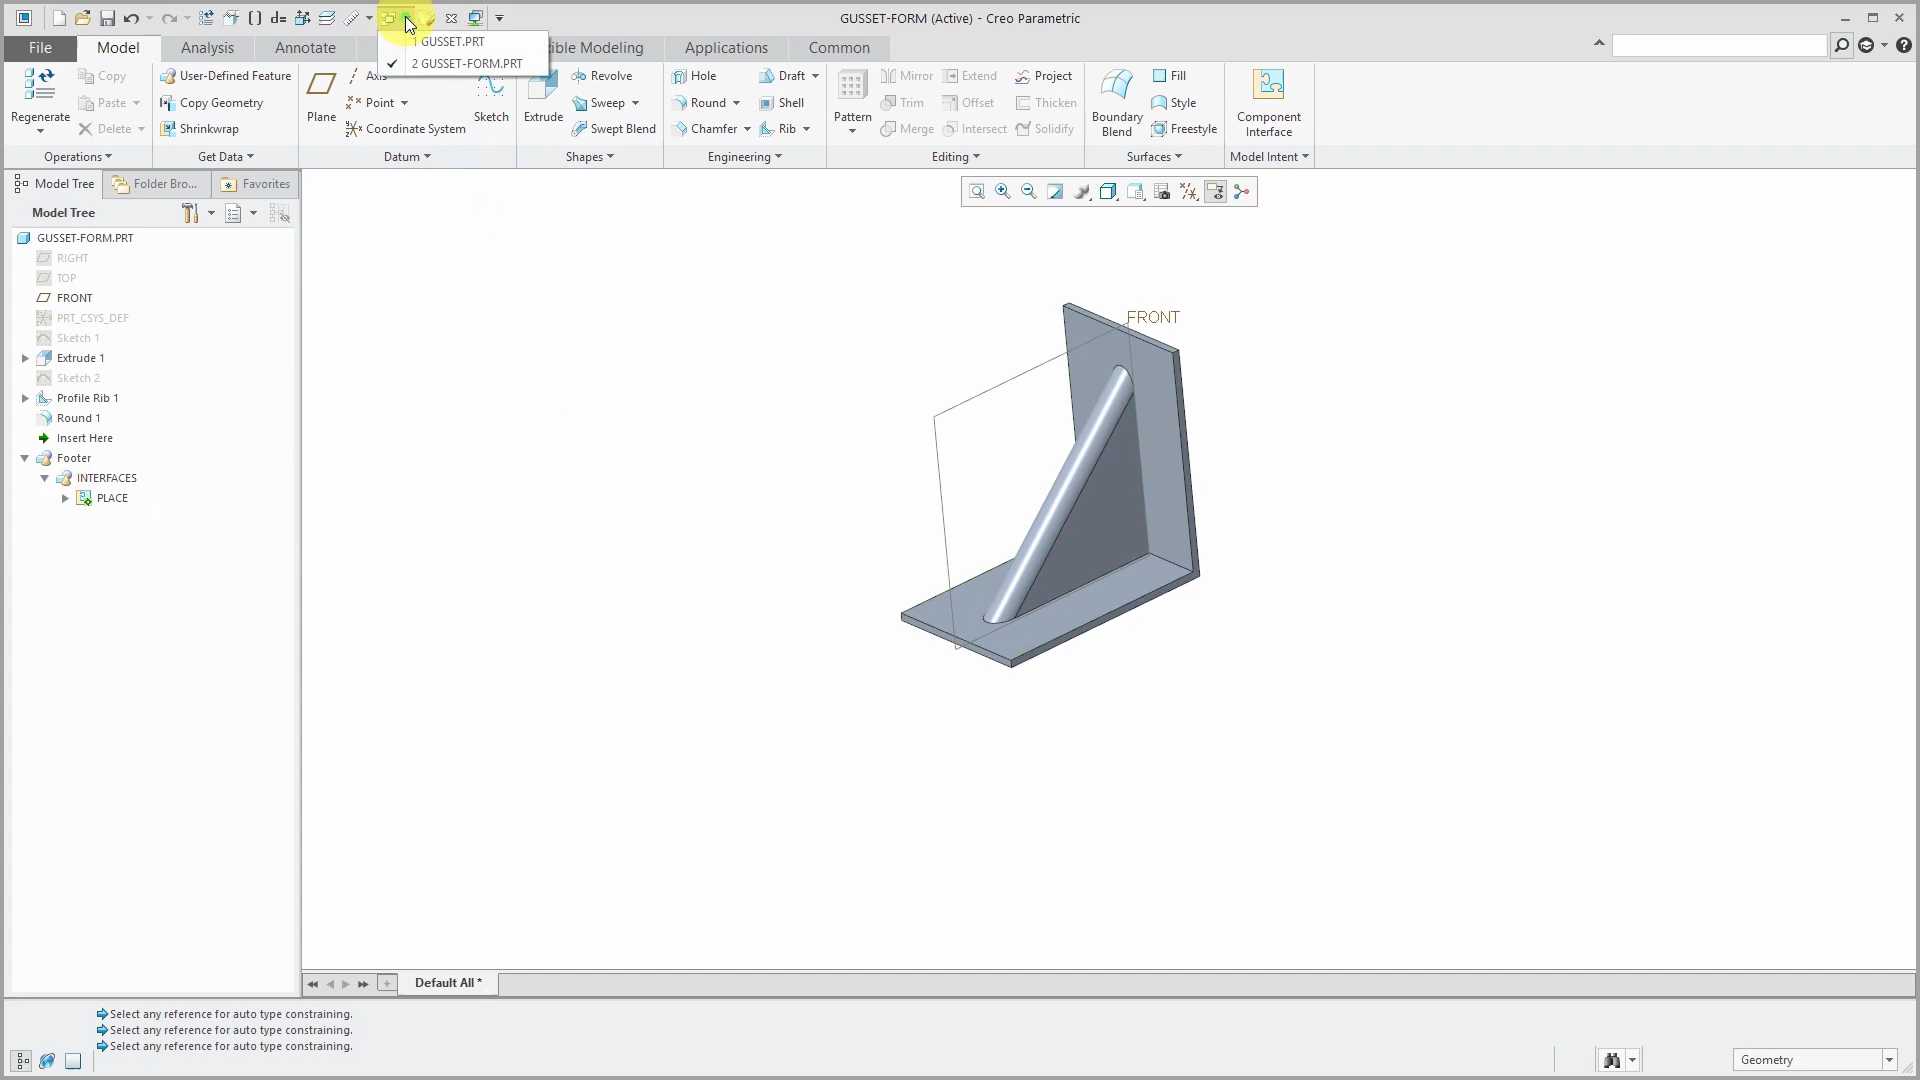 GUSSET-FORM (Active) - Creo Parametric
1 GUSSET.PRT
2 GUSSET-FORM.PRT
File
Model
Analysis
Annotate
ible Modeling
Applications
Common
Regenerate
Copy
Paste
Delete
Operations
User-Defined Feature
Copy Geometry
Shrinkwrap
Get Data
Plane
Axis
Point
Coordinate System
Sketch
Datum
Extrude
Revolve
Sweep
Swept Blend
Shapes
Hole
Round
Chamfer
Draft
Shell
Rib
Engineering
Pattern
Mirror
Trim
Merge
Extend
Offset
Intersect
Project
Thicken
Solidify
Editing
Boundary
Blend
Fill
Style
Freestyle
Surfaces
Component
Interface
Model Intent
Model Tree
Folder Bro...
Favorites
Model Tree
GUSSET-FORM.PRT
RIGHT
TOP
FRONT
PRT_CSYS_DEF
Sketch 1
Extrude 1
Sketch 2
Profile Rib 1
Round 1
Insert Here
Footer
INTERFACES
PLACE
FRONT
Default All *
Select any reference for auto type constraining.
Select any reference for auto type constraining.
Select any reference for auto type constraining.
Geometry